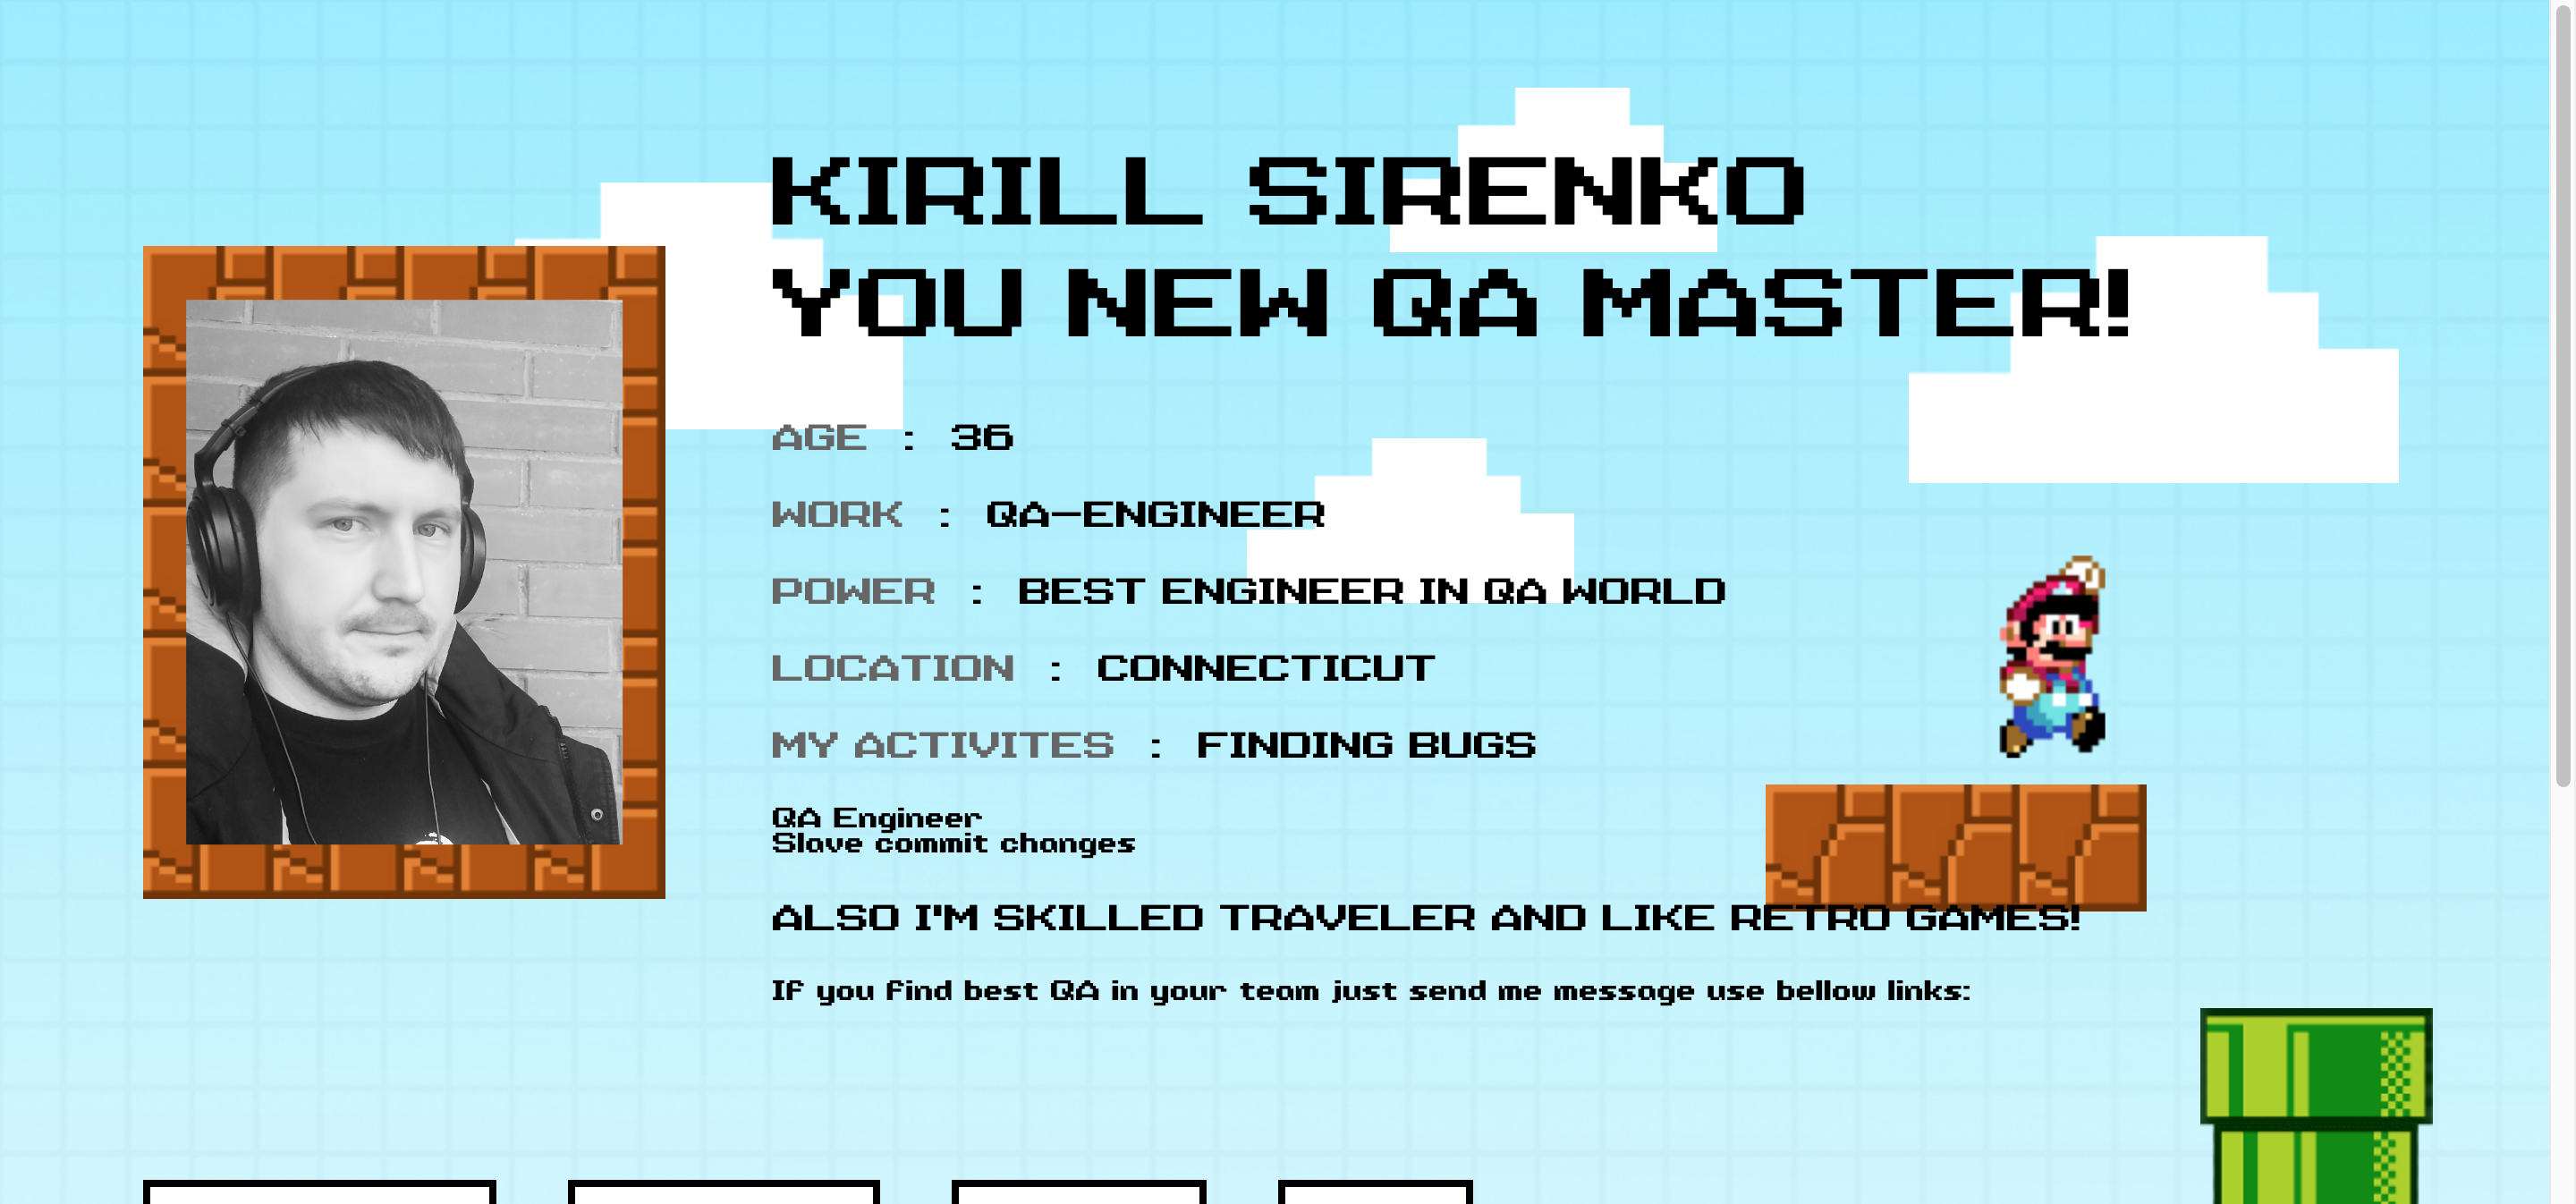 KIRILL SIRENKO
YOU NEW QA MASTER!
AGE : 36
WORK : QA-ENGINEER
POWER : BEST ENGINEER IN QA WORLD
LOCATION : CONNECTICUT
MY ACTIVITES : FINDING BUGS
QA Engineer
Slave commit changes
ALSO I'M SKILLED TRAVELER AND LIKE RETRO GAMES!
If you find best QA in your team just send me message use bellow links: